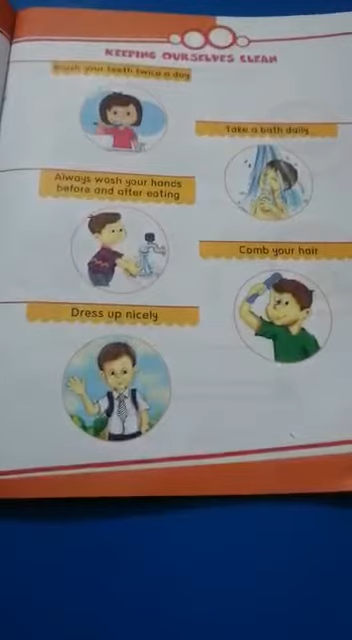 KEEPING OURSELVES CLEAN
Brush your teeth twice a day
Take a bath daily
Always wash your hands
before and after eating
Comb your hair
Dress up nicely